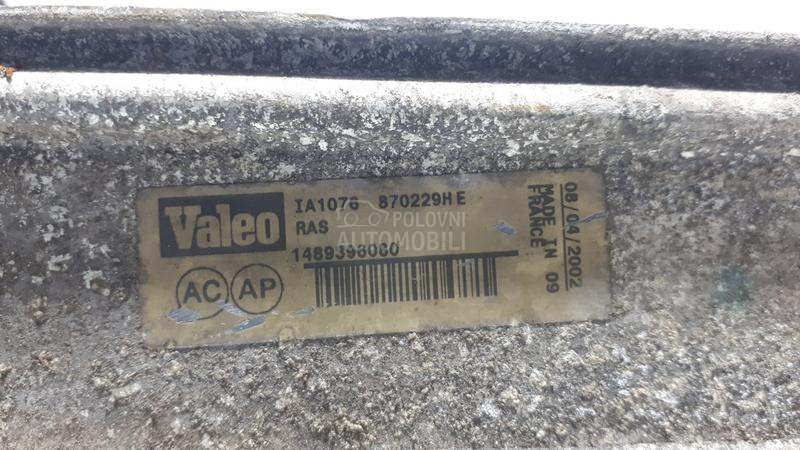 Valeo
IA1076 870229HE
RAS
1489398080
AC AP
08/04/2002
MADE IN 09
FRANCE
POLOVNI
AUTOMOBILI